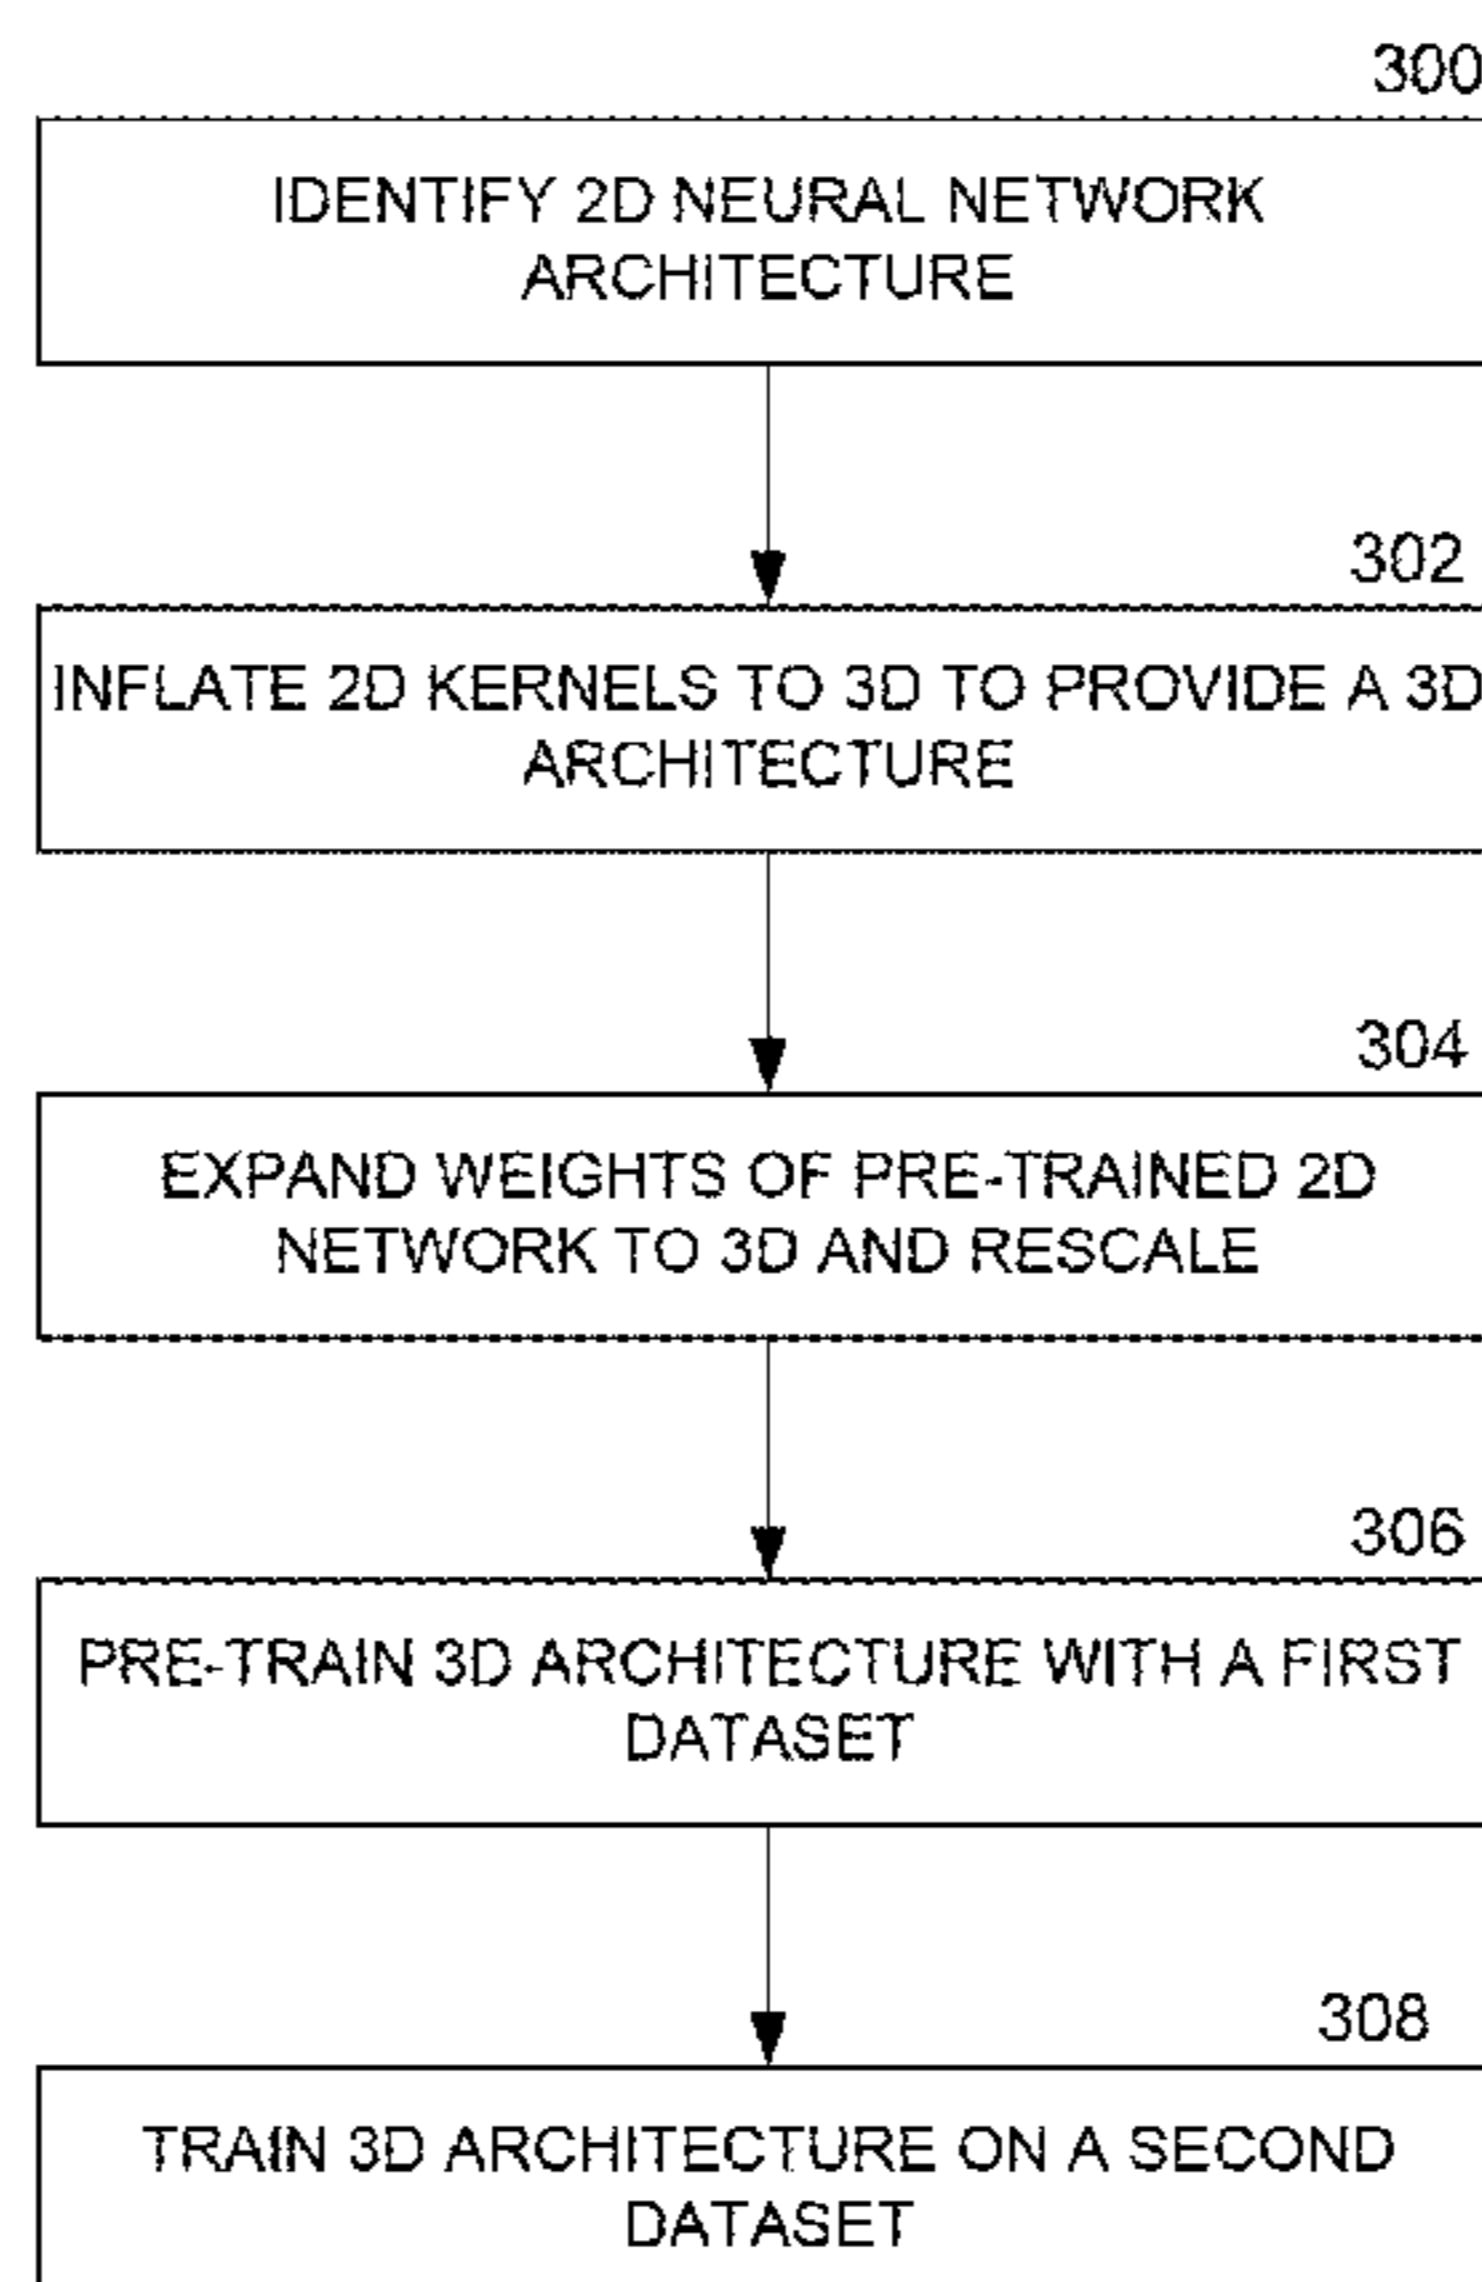 300
IDENTIFY 2D NEURAL NETWORK
ARCHITECTURE
302
INFLATE 2D KERNELS TO 3D TO PROVIDE A 3D
ARCHITECTURE
304
EXPAND WEIGHTS OF PRE-TRAINED 2D
NETWORK TO 3D AND RESCALE
306
PRE-TRAIN 3D ARCHITECTURE WITH A FIRST
DATASET
308
TRAIN 3D ARCHITECTURE ON A SECOND
DATASET